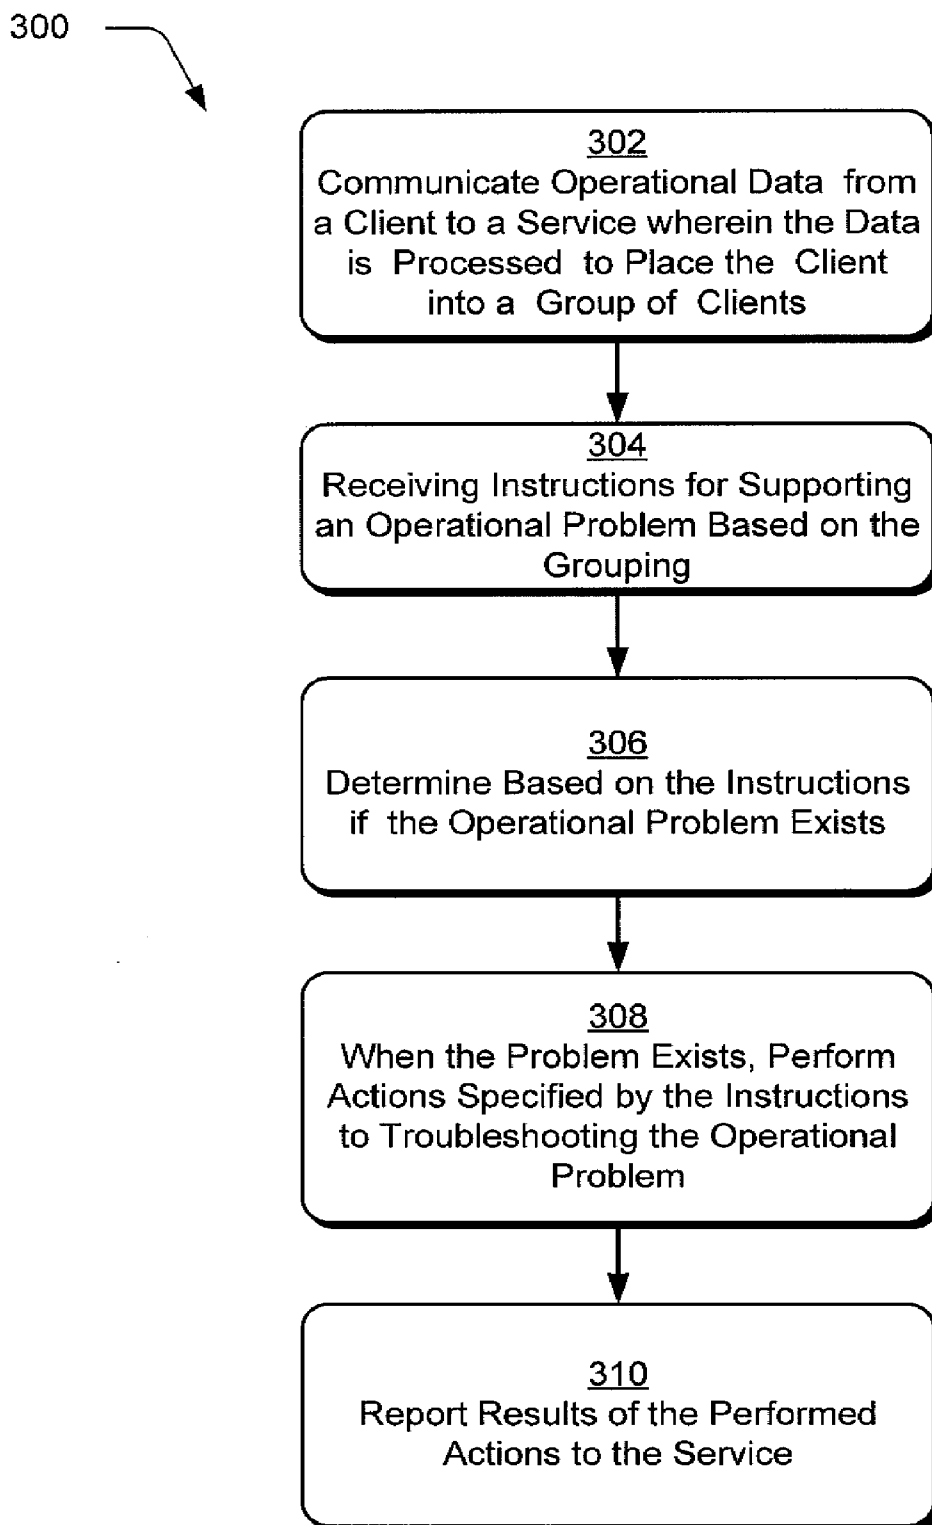 300
302
Communicate Operational Data from
a Client to a Service wherein the Data
is Processed to Place the Client
into a Group of Clients
304
Receiving Instructions for Supporting
an Operational Problem Based on the
Grouping
306
Determine Based on the Instructions
if the Operational Problem Exists
308
When the Problem Exists, Perform
Actions Specified by the Instructions
to Troubleshooting the Operational
Problem
310
Report Results of the Performed
Actions to the Service